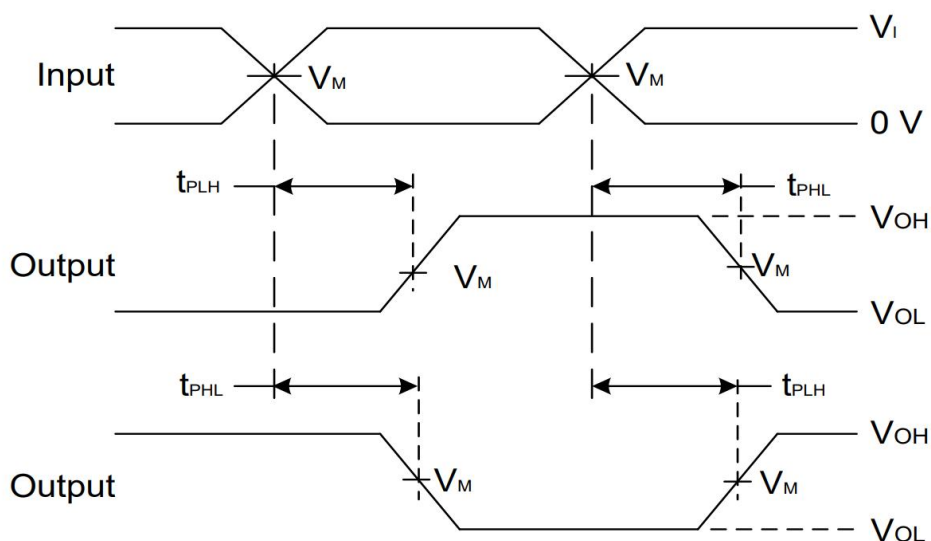 VI
Input VM VM
0 V
tPLH tPHL
VOH
Output VM VM
VOL
tPHL tPLH
VOH
Output VM VM
VOL